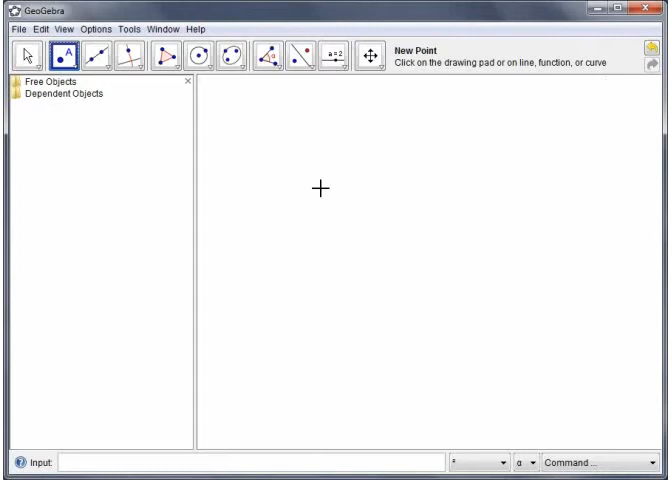 GeoGebra
File Edit View Options Tools Window Help
A
α
a=2
New Point
Click on the drawing pad or on line, function, or curve
Free Objects
Dependent Objects
Input:
α
Command ...